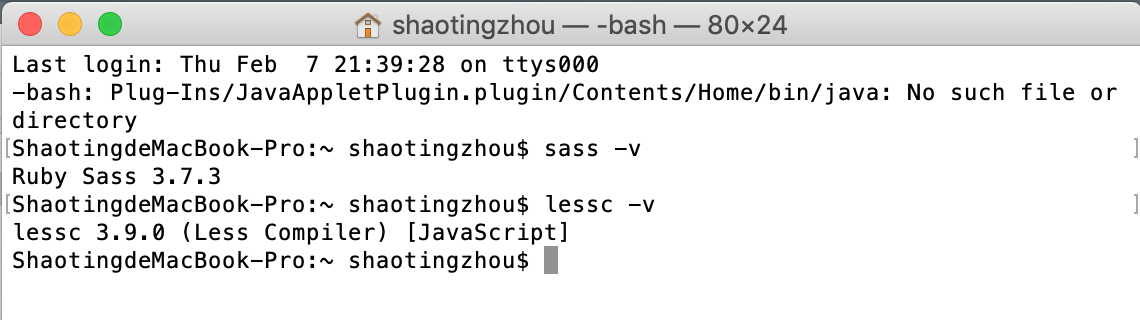 shaotingzhou — -bash — 80×24
Last login: Thu Feb  7 21:39:28 on ttys000
-bash: Plug-Ins/JavaAppletPlugin.plugin/Contents/Home/bin/java: No such file or
directory
[ShaotingdeMacBook-Pro:~ shaotingzhou$ sass -v ]
Ruby Sass 3.7.3
[ShaotingdeMacBook-Pro:~ shaotingzhou$ lessc -v ]
lessc 3.9.0 (Less Compiler) [JavaScript]
ShaotingdeMacBook-Pro:~ shaotingzhou$